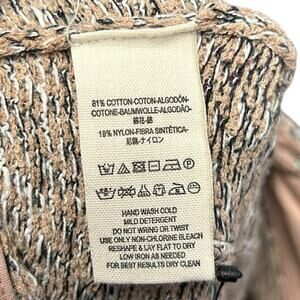 81% COTTON-COTON-ALGODÓN-
COTONE-BAUMWOLLE-ALGODÃO-
棉花-綿
19% NYLON-FIBRA SINTÉTICA-
尼龍-ナイロン
HAND WASH COLD
MILD DETERGENT
DO NOT WRING OR TWIST
USE ONLY NON-CHLORINE BLEACH
RESHAPE & LAY FLAT TO DRY
LOW IRON AS NEEDED
FOR BEST RESULTS DRY CLEAN